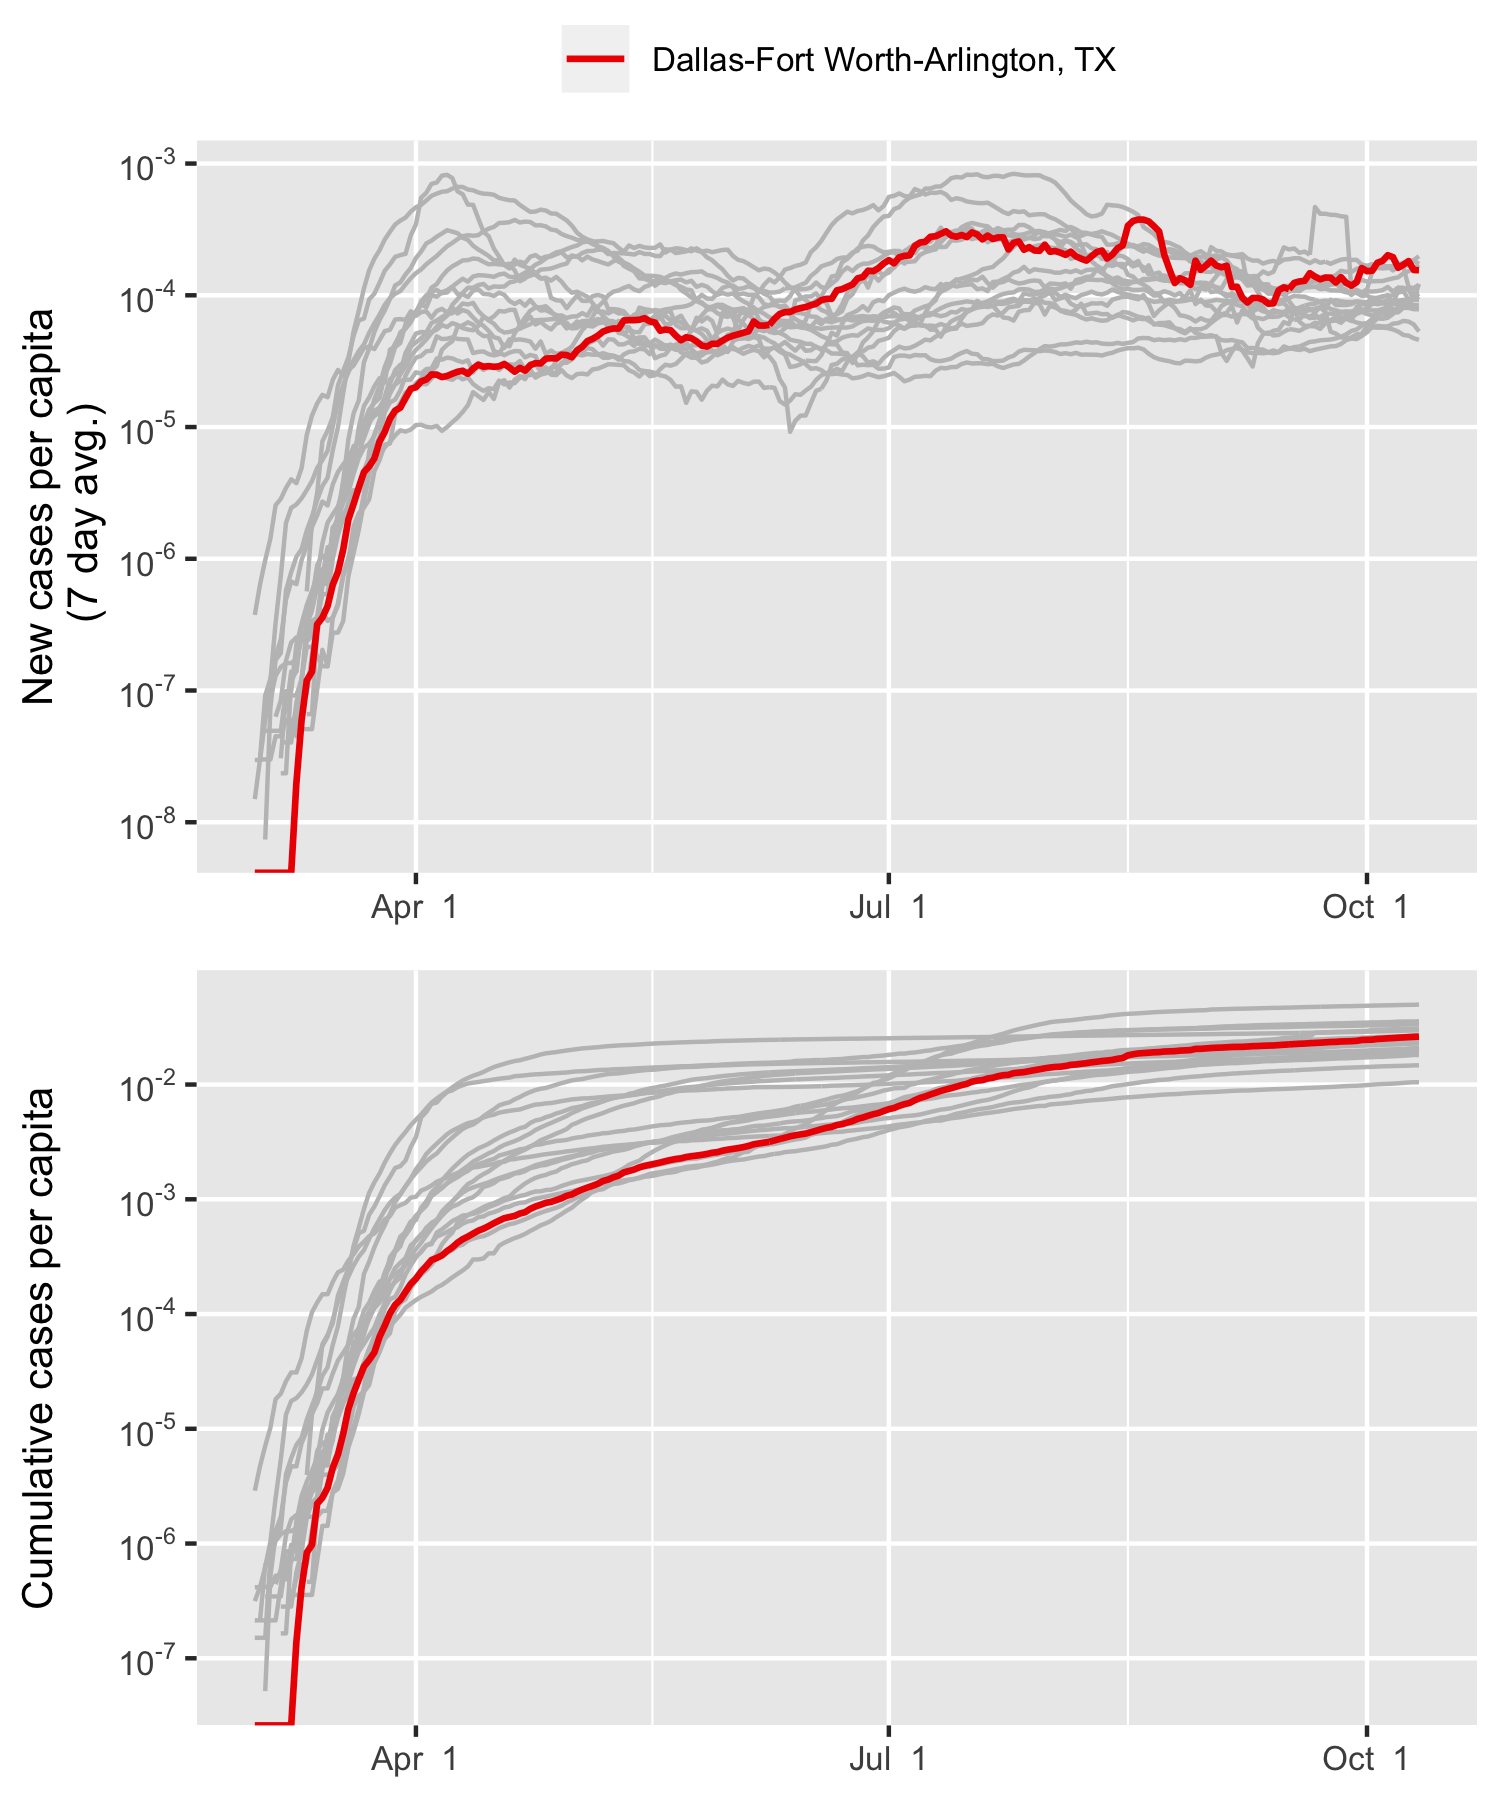 Dallas-Fort Worth-Arlington, TX
New cases per capita
(7 day avg.)
10-3
10-4
10-5
10-6
10-7
10-8
Apr 1
Jul 1
Oct 1
Cumulative cases per capita
10-2
10-3
10-4
10-5
10-6
10-7
Apr 1
Jul 1
Oct 1